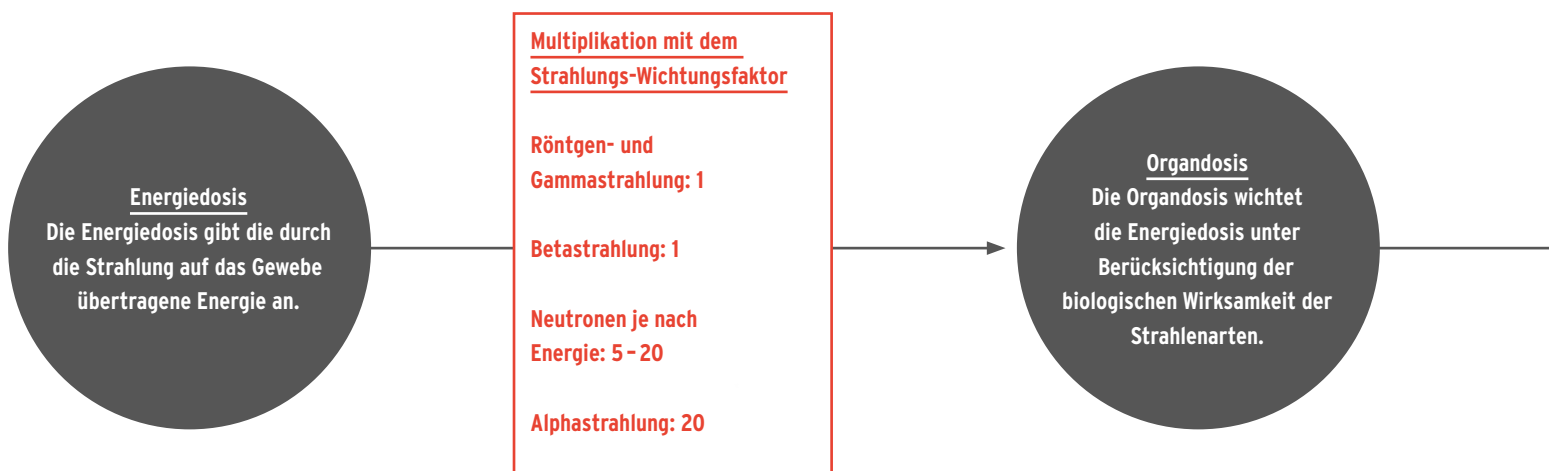 Energiedosis
Die Energiedosis gibt die durch
die Strahlung auf das Gewebe
übertragene Energie an.
Multiplikation mit dem
Strahlungs-Wichtungsfaktor
Röntgen- und
Gammastrahlung: 1
Betastrahlung: 1
Neutronen je nach
Energie: 5 – 20
Alphastrahlung: 20
Organdosis
Die Organdosis wichtet
die Energiedosis unter
Berücksichtigung der
biologischen Wirksamkeit der
Strahlenarten.